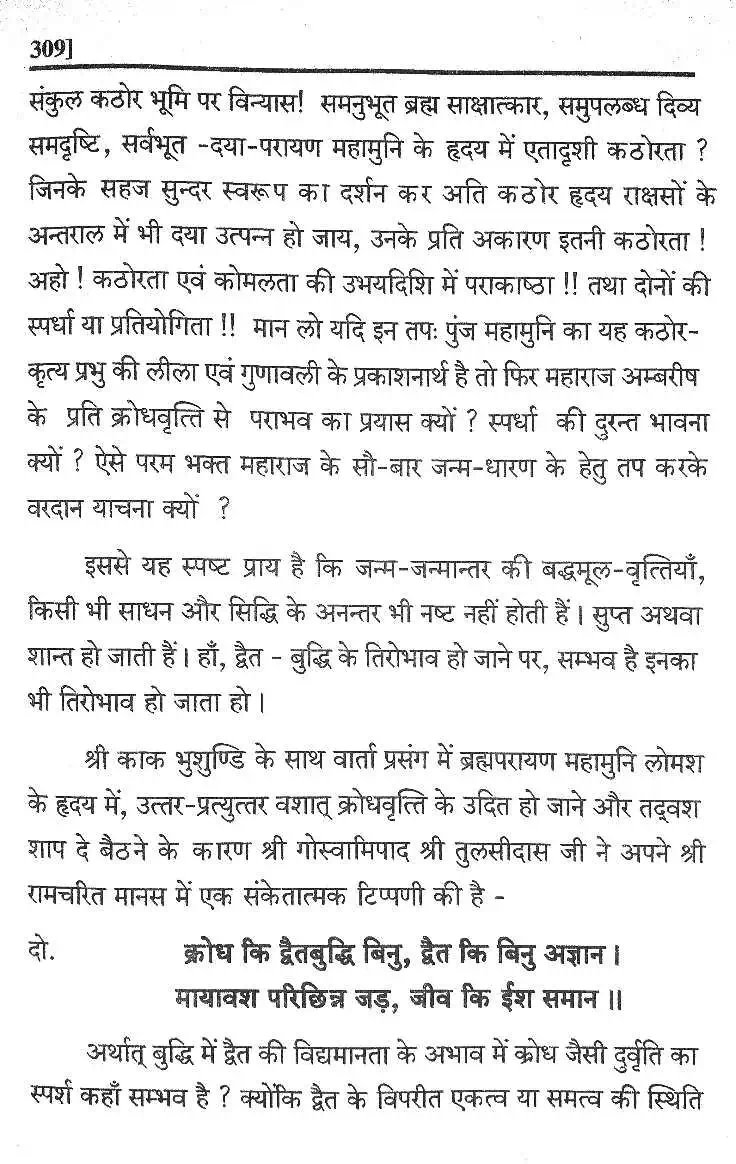 309]
संकुल कठोर भूमि पर विन्यास! समनुभूत ब्रह्म साक्षात्कार, समुपलब्ध दिव्य
समदृष्टि, सर्वभूत -दया-परायण महामुनि के हृदय में एतादृशी कठोरता ?
जिनके सहज सुन्दर स्वरूप का दर्शन कर अति कठोर हृदय राक्षसों के
अन्तराल में भी दया उत्पन्न हो जाय, उनके प्रति अकारण इतनी कठोरता !
अहो ! कठोरता एवं कोमलता की उभयदिशि में पराकाष्ठा !! तथा दोनों की
स्पर्धा या प्रतियोगिता !! मान लो यदि इन तपः पुंज महामुनि का यह कठोर-
कृत्य प्रभु की लीला एवं गुणावली के प्रकाशनार्थ है तो फिर महाराज अम्बरीष
के प्रति क्रोधवृत्ति से पराभव का प्रयास क्यों ? स्पर्धा की दुरन्त भावना
क्यों ? ऐसे परम भक्त महाराज के सौ-बार जन्म-धारण के हेतु तप करके
वरदान याचना क्यों ?
इससे यह स्पष्ट प्राय है कि जन्म-जन्मान्तर की बद्धमूल-वृत्तियाँ,
किसी भी साधन और सिद्धि के अनन्तर भी नष्ट नहीं होती हैं। सुप्त अथवा
शान्त हो जाती हैं। हाँ, द्वैत - बुद्धि के तिरोभाव हो जाने पर, सम्भव है इनका
भी तिरोभाव हो जाता हो।
श्री काक भुशुण्डि के साथ वार्ता प्रसंग में ब्रह्मपरायण महामुनि लोमश
के हृदय में, उत्तर-प्रत्युत्तर वशात् क्रोधवृत्ति के उदित हो जाने और तद्वश
शाप दे बैठने के कारण श्री गोस्वामिपाद श्री तुलसीदास जी ने अपने श्री
रामचरित मानस में एक संकेतात्मक टिप्पणी की है -
दो. क्रोध कि द्वैतबुद्धि बिनु, द्वैत कि बिनु अज्ञान।
मायावश परिछिन्न जड़, जीव कि ईश समान॥
अर्थात् बुद्धि में द्वैत की विद्यमानता के अभाव में क्रोध जैसी दुर्वृति का
स्पर्श कहाँ सम्भव है ? क्योंकि द्वैत के विपरीत एकत्व या समत्व की स्थिति